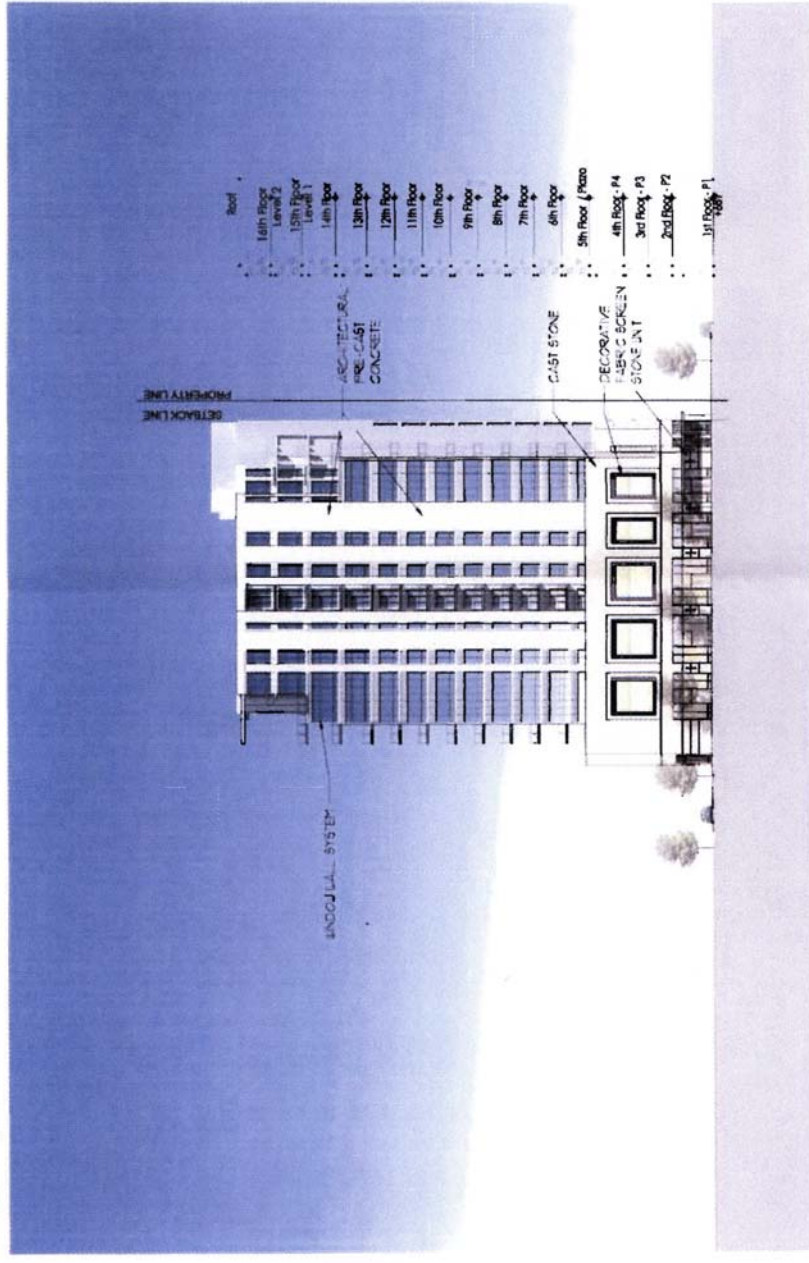 PROPERTY LINE
SETBACK LINE
Roof
16th Floor
Level 2
15th Floor
Level 1
14th Floor
13th Floor
12th Floor
11th Floor
10th Floor
9th Floor
8th Floor
7th Floor
6th Floor
5th Floor / Plaza
4th Floor - P4
3rd Floor - P3
2nd Floor - P2
1st Floor - P1
ARCHITECTURAL
PRE-CAST
CONCRETE
CAST STONE
DECORATIVE
FABRIC SCREEN
STONE UNIT
WINDOW WALL SYSTEM